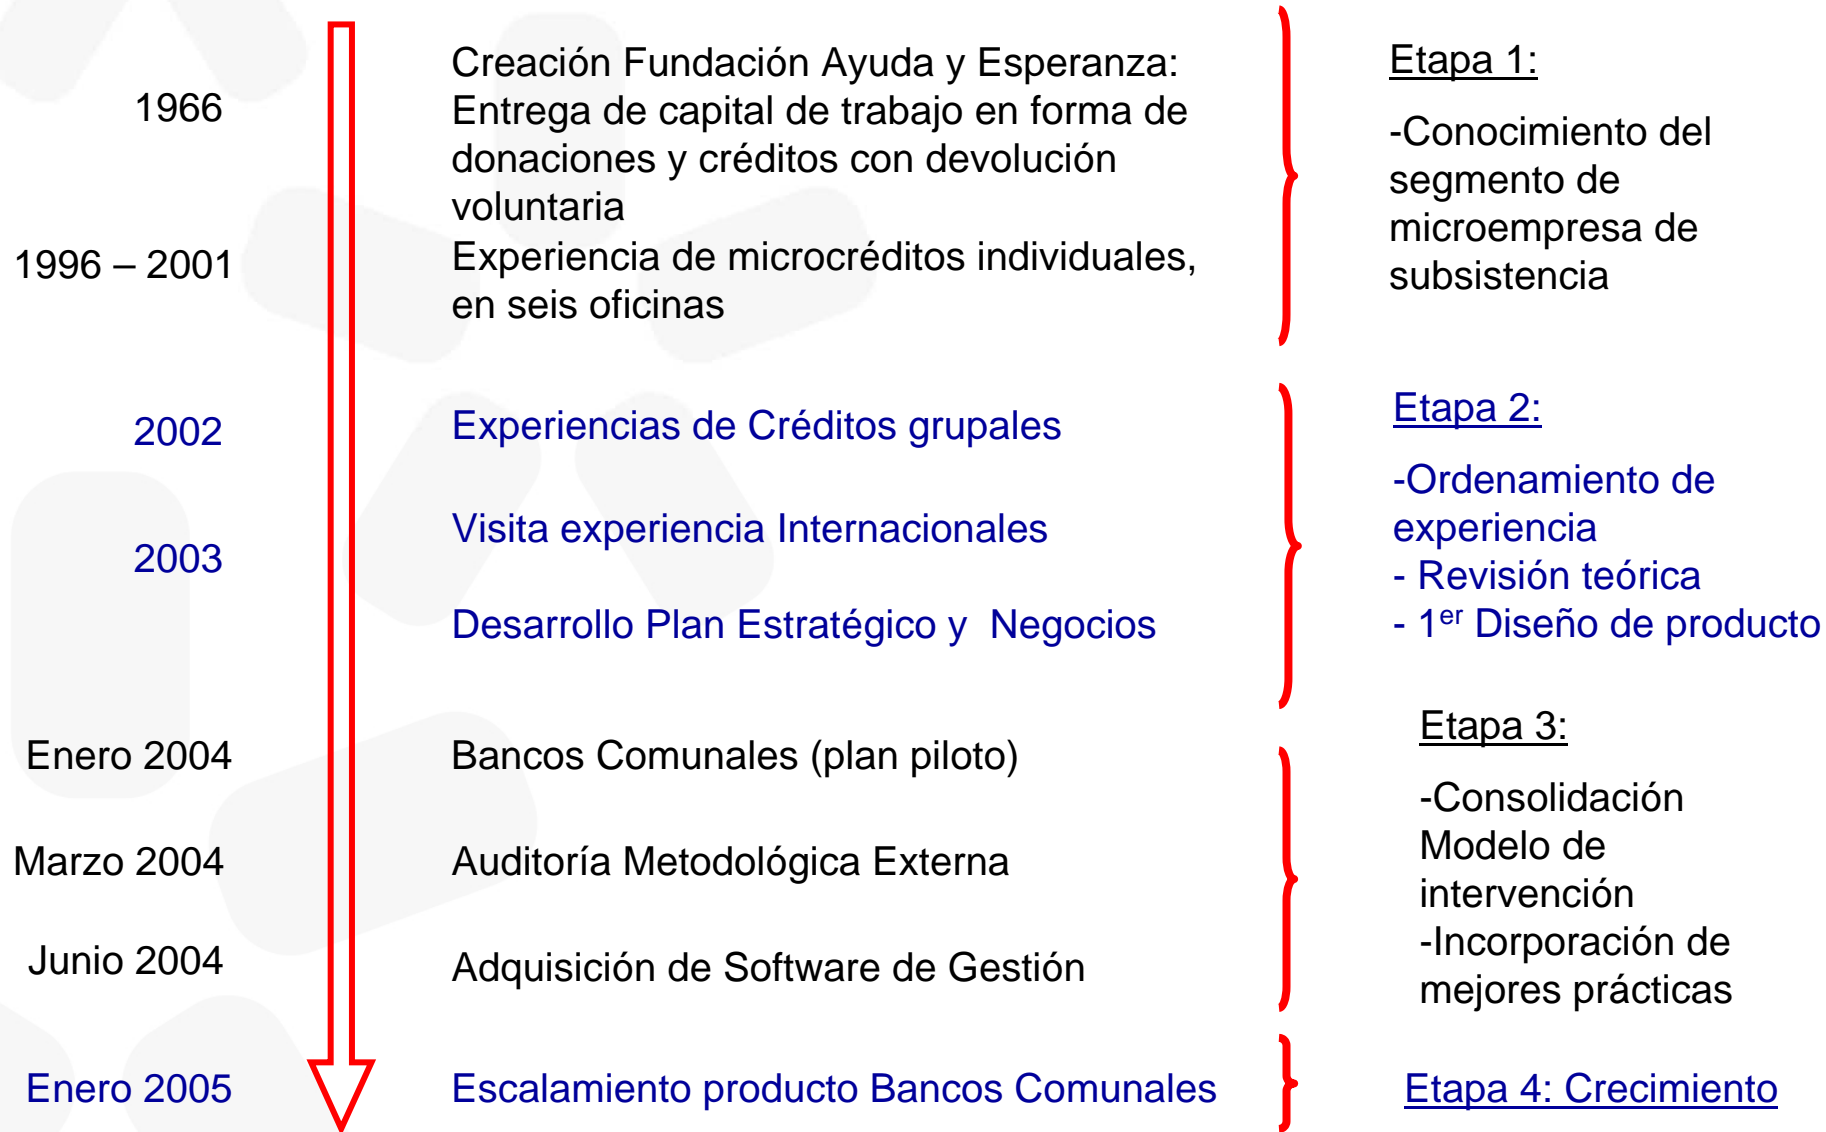 1966
Creación Fundación Ayuda y Esperanza:
Entrega de capital de trabajo en forma de
donaciones y créditos con devolución
voluntaria
1996 – 2001
Experiencia de microcréditos individuales,
en seis oficinas
Etapa 1:
-Conocimiento del
segmento de
microempresa de
subsistencia
2002
Experiencias de Créditos grupales
2003
Visita experiencia Internacionales
Desarrollo Plan Estratégico y  Negocios
Etapa 2:
-Ordenamiento de
experiencia
- Revisión teórica
- 1er Diseño de producto
Enero 2004
Bancos Comunales (plan piloto)
Marzo 2004
Auditoría Metodológica Externa
Junio 2004
Adquisición de Software de Gestión
Etapa 3:
-Consolidación
Modelo de
intervención
-Incorporación de
mejores prácticas
Enero 2005
Escalamiento producto Bancos Comunales
Etapa 4: Crecimiento